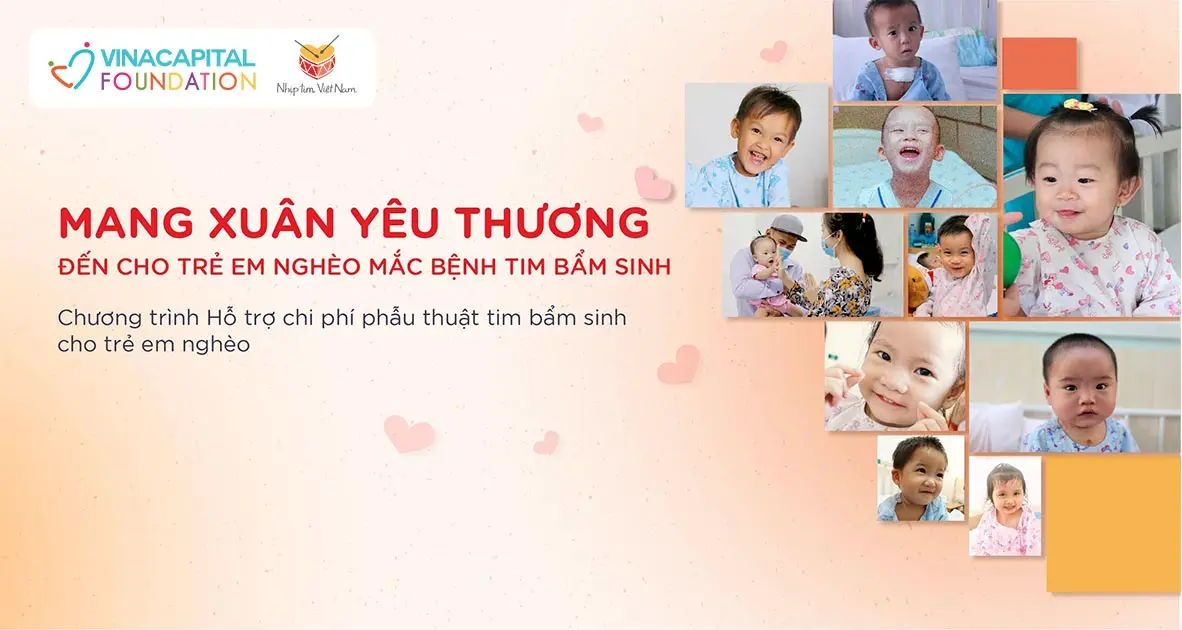 VINACAPITAL
FOUNDATION
Nhịp tim Việt Nam
MANG XUÂN YÊU THƯƠNG
ĐẾN CHO TRẺ EM NGHÈO MẮC BỆNH TIM BẨM SINH
Chương trình Hỗ trợ chi phí phẫu thuật tim bẩm sinh
cho trẻ em nghèo